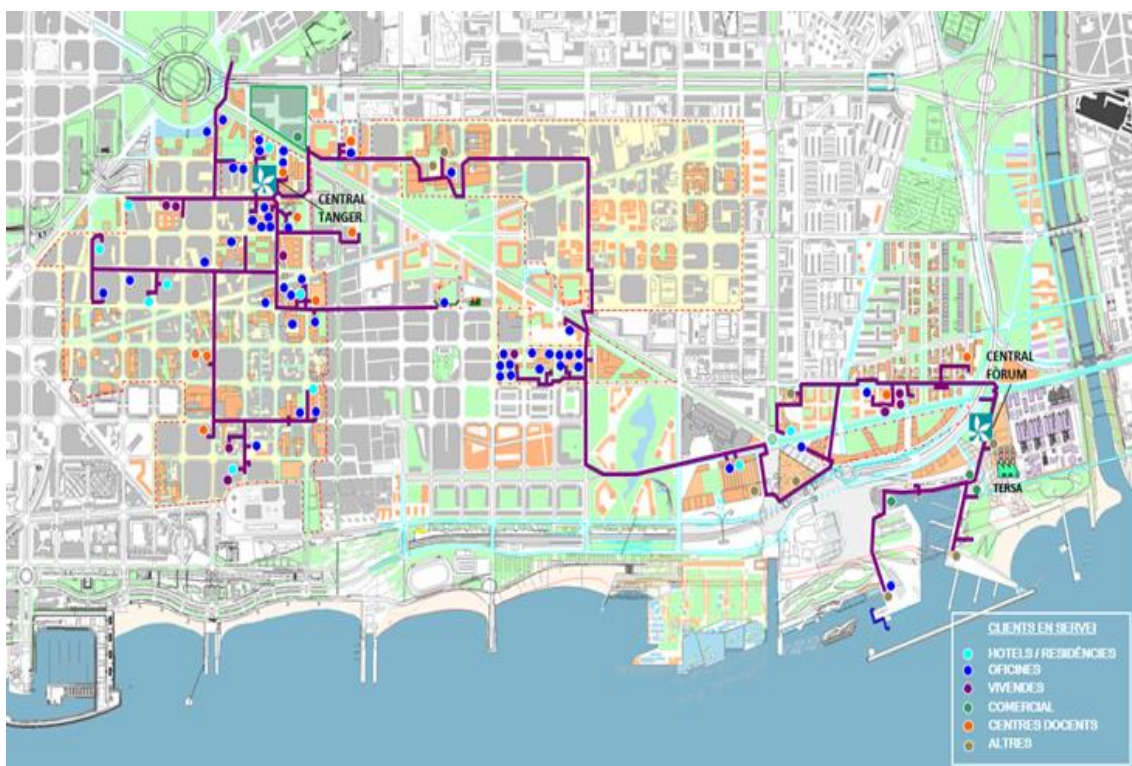 CENTRAL
TANGER
CENTRAL
FÒRUM
TERSA
CLIENTS EN SERVEI
HOTELS / RESIDÈNCIES
OFICINES
VIVENDES
COMERCIAL
CENTRES DOCENTS
ALTRES